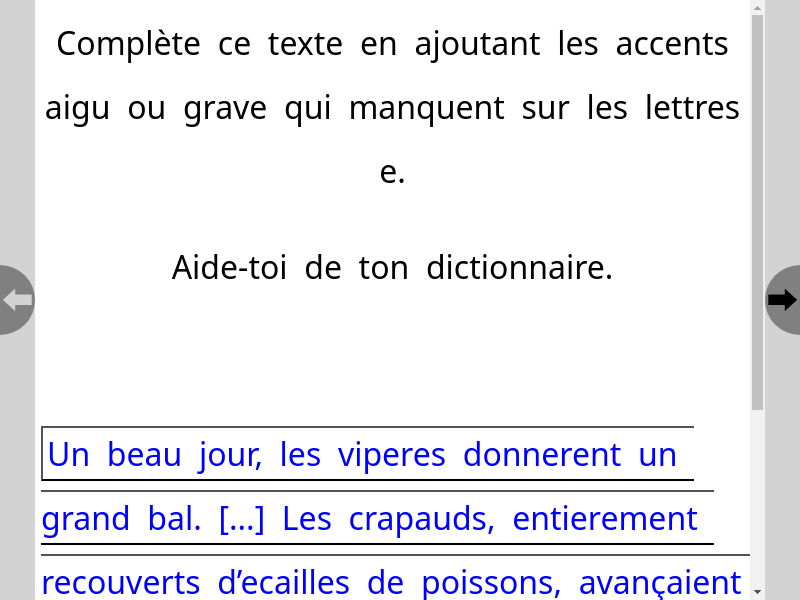 Complète ce texte en ajoutant les accents
aigu ou grave qui manquent sur les lettres
e.
Aide-toi de ton dictionnaire.
Un beau jour, les viperes donnerent un
grand bal. [...] Les crapauds, entierement
recouverts d’ecailles de poissons, avançaient